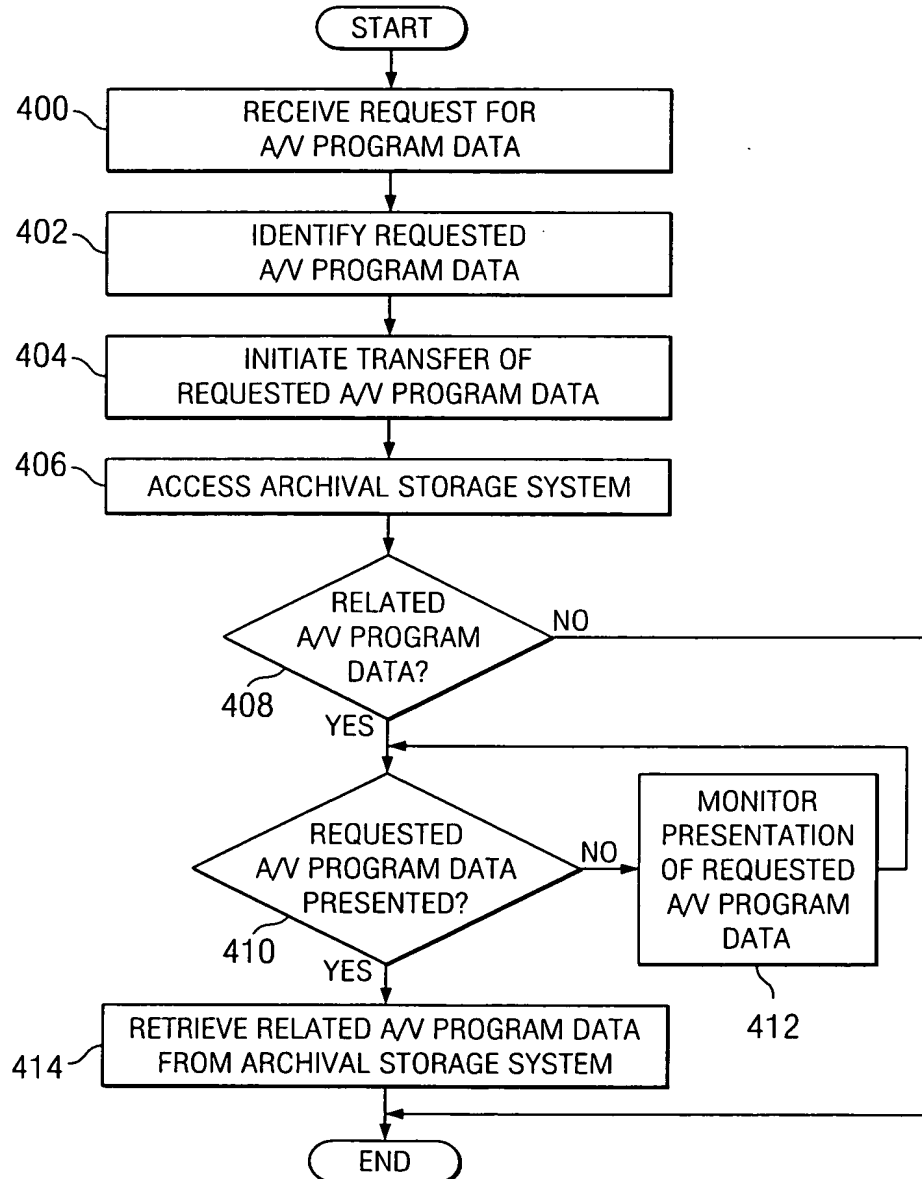 START
400
RECEIVE REQUEST FOR
A/V PROGRAM DATA
402
IDENTIFY REQUESTED
A/V PROGRAM DATA
404
INITIATE TRANSFER OF
REQUESTED A/V PROGRAM DATA
406
ACCESS ARCHIVAL STORAGE SYSTEM
RELATED
A/V PROGRAM
DATA?
NO
408
YES
REQUESTED
A/V PROGRAM DATA
PRESENTED?
NO
410
YES
MONITOR
PRESENTATION
OF REQUESTED
A/V PROGRAM
DATA
412
RETRIEVE RELATED A/V PROGRAM DATA
FROM ARCHIVAL STORAGE SYSTEM
414
END